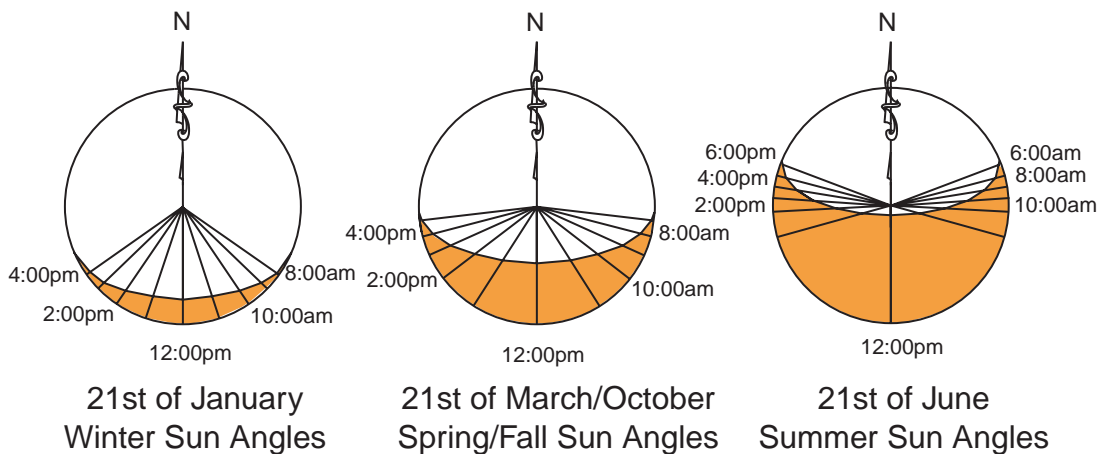 N
4:00pm
8:00am
2:00pm
10:00am
12:00pm
21st of January
Winter Sun Angles
N
4:00pm
8:00am
2:00pm
10:00am
12:00pm
21st of March/October
Spring/Fall Sun Angles
N
6:00pm
6:00am
4:00pm
8:00am
2:00pm
10:00am
12:00pm
21st of June
Summer Sun Angles